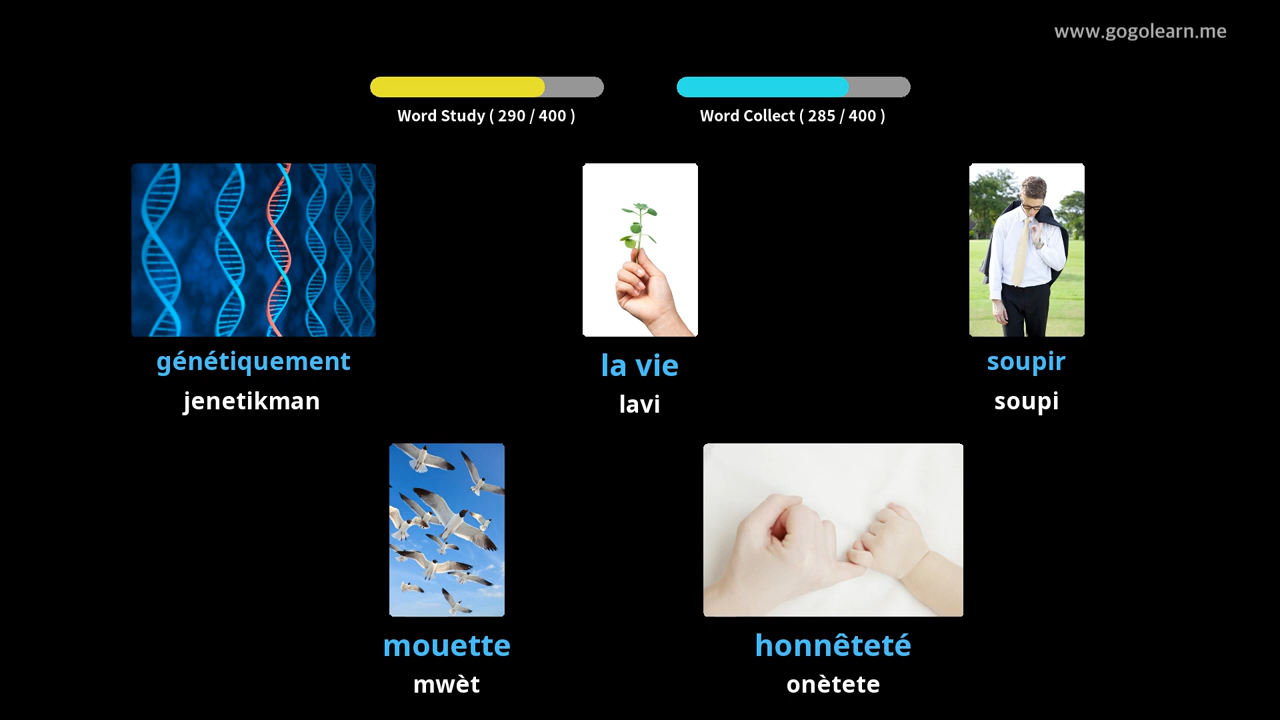 www.gogolearn.me
Word Study ( 290 / 400 )
Word Collect ( 285 / 400 )
génétiquement
jenetikman
la vie
lavi
soupir
soupi
mouette
mwèt
honnêteté
onètete